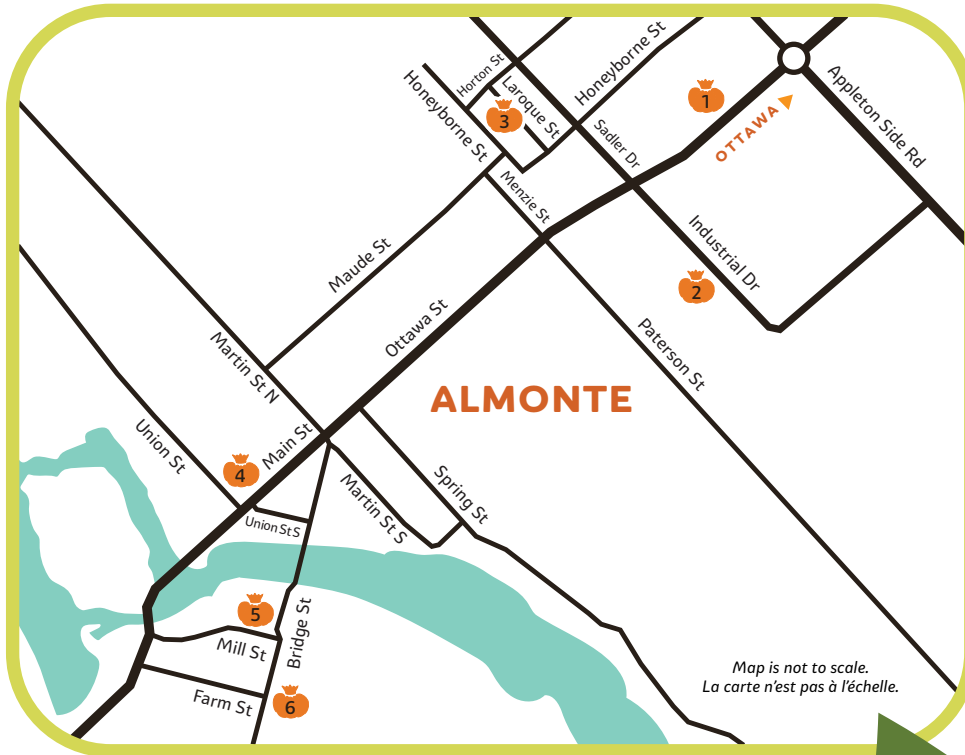 Horton St
Laroque St
Honeyborne St
Honeyborne St
1
3
Sadler Dr
OTTAWA
Appleton Side Rd
Menzie St
Maude St
Industrial Dr
2
Ottawa St
Paterson St
Martin St N
ALMONTE
Union St
4
Main St
Spring St
Martin St S
Union St S
5
Mill St
Bridge St
Farm St
6
Map is not to scale.
La carte n'est pas à l'échelle.